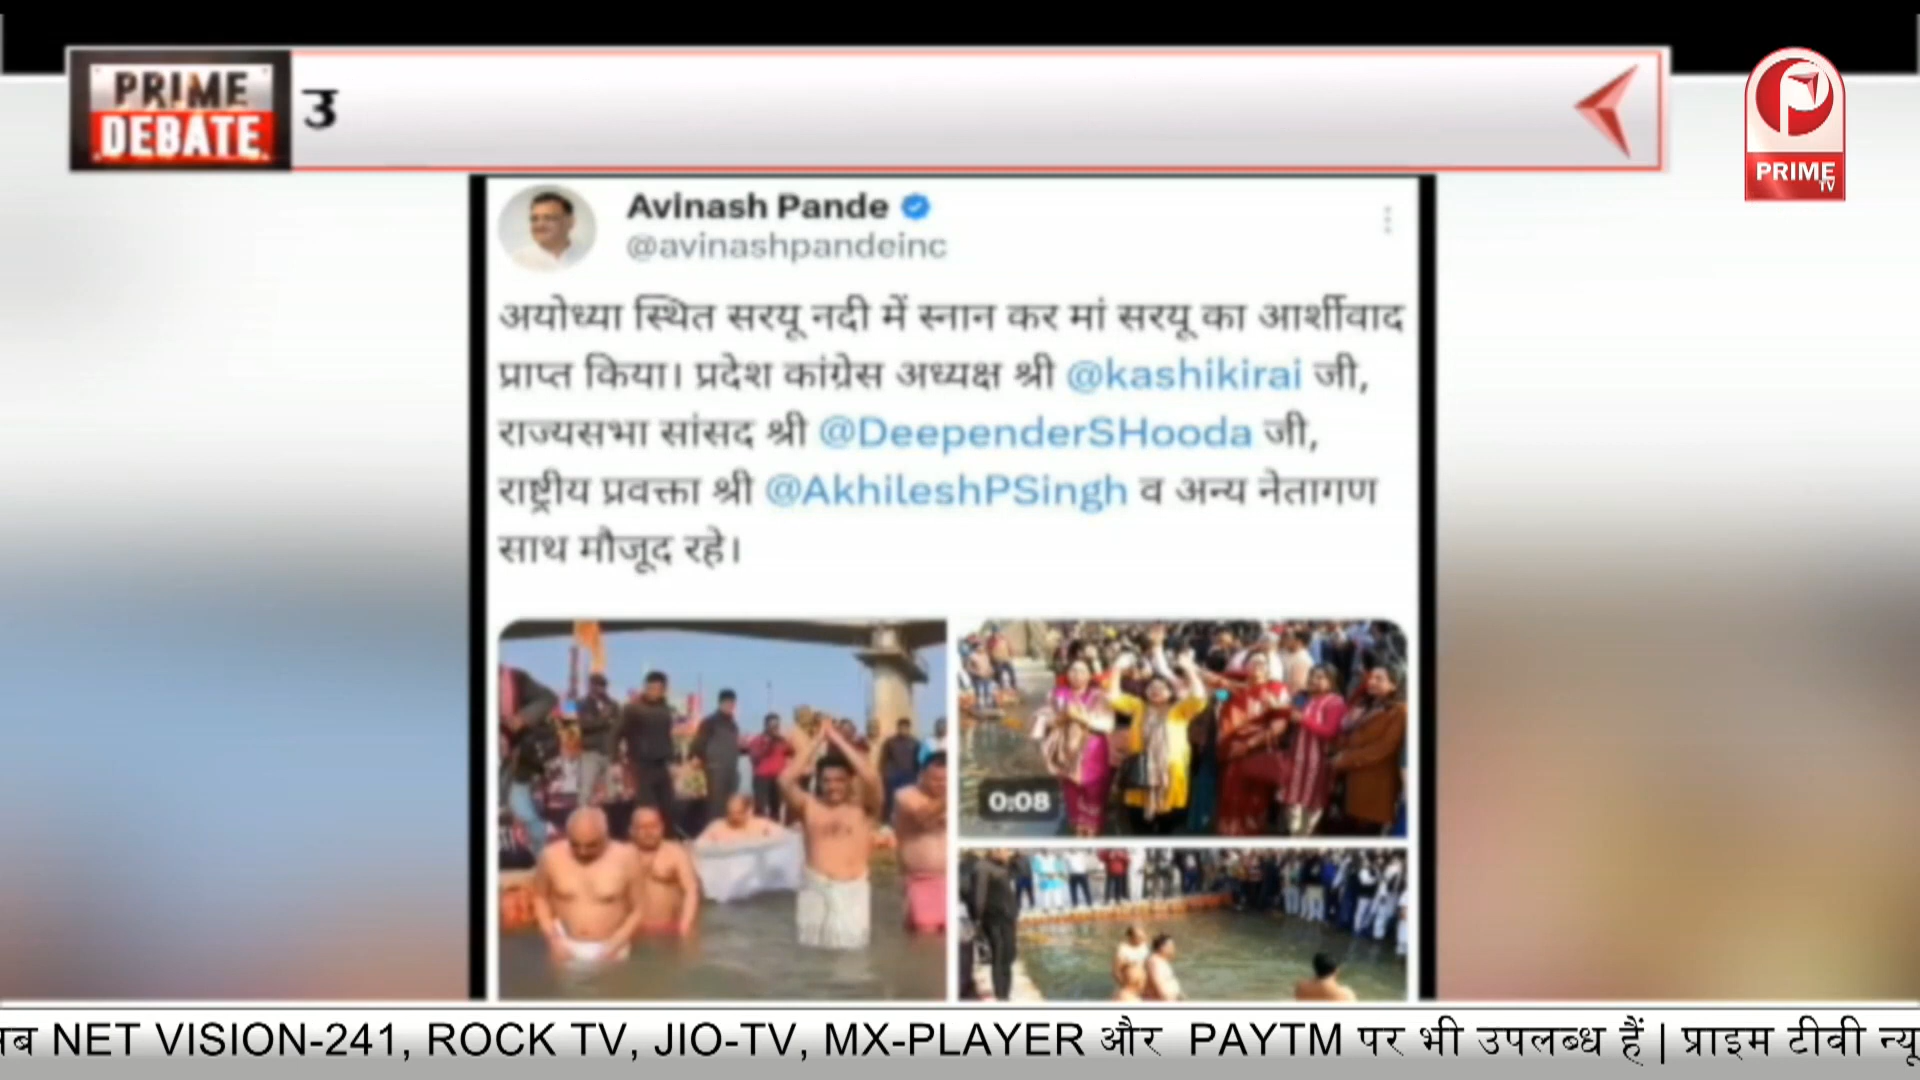 PRIME
DEBATE
उ
PRIME
TV
Avinash Pande
@avinashpandeinc
अयोध्या स्थित सरयू नदी में स्नान कर मां सरयू का आर्शीवाद
प्राप्त किया। प्रदेश कांग्रेस अध्यक्ष श्री @kashikirai जी,
राज्यसभा सांसद श्री @DeependerSHooda जी,
राष्ट्रीय प्रवक्ता श्री @AkhileshPSingh व अन्य नेतागण
साथ मौजूद रहे।
0:08
NET VISION-241, ROCK TV, JIO-TV, MX-PLAYER और PAYTM पर भी उपलब्ध हैं | प्राइम टीवी